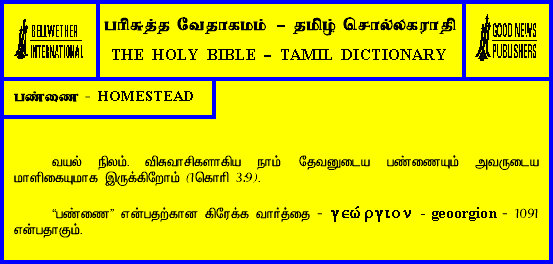 BELLWETHER
INTERNATIONAL
பரிசுத்த வேதாகமம் – தமிழ் சொல்லகராதி
THE HOLY BIBLE – TAMIL DICTIONARY
GOOD NEWS
PUBLISHERS
பண்ணை - HOMESTEAD
வயல் நிலம். விசுவாசிகளாகிய நாம் தேவனுடைய பண்ணையும் அவருடைய
மாளிகையுமாக இருக்கிறோம் (1கொரி 3:9).
“பண்ணை” என்பதற்கான கிரேக்க வார்த்தை - γεώργιον - geoorgion - 1091
என்பதாகும்.